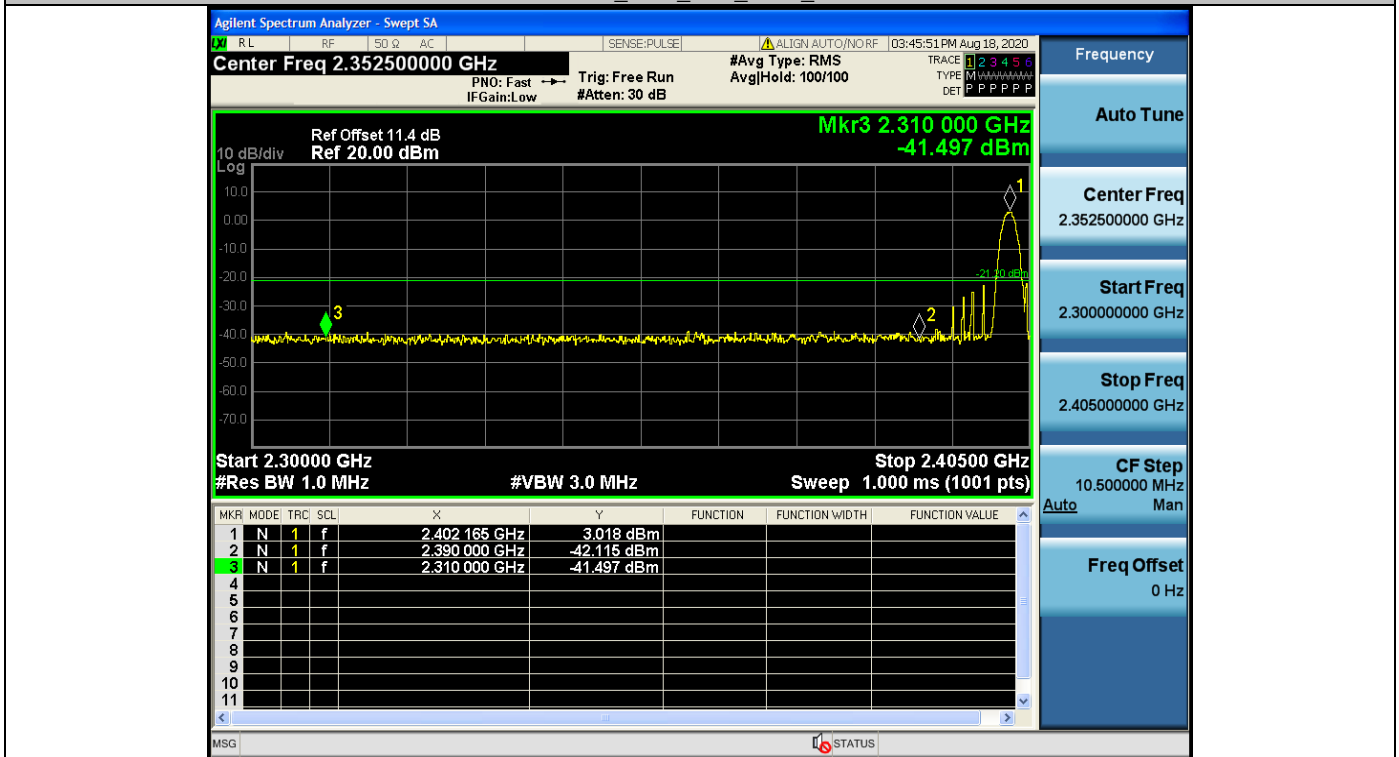 Agilent Spectrum Analyzer - Swept SA
LXI RL RF 50 Ω AC SENSE:PULSE ALIGN AUTO/NO RF 03:45:51 PM Aug 18, 2020
Center Freq 2.352500000 GHz
PNO: Fast
IFGain:Low
Trig: Free Run
#Atten: 30 dB
#Avg Type: RMS
Avg|Hold: 100/100
TRACE 1 2 3 4 5 6
TYPE M WWWWW
DET P P P P P P
Mkr3 2.310 000 GHz
-41.497 dBm
Ref Offset 11.4 dB
Ref 20.00 dBm
10 dB/div
Log
10.0
0.00
-10.0
-20.0
-30.0
-40.0
-50.0
-60.0
-70.0
1
-21.20 dBm
2
3
Start 2.30000 GHz
Stop 2.40500 GHz
#Res BW 1.0 MHz
#VBW 3.0 MHz
Sweep 1.000 ms (1001 pts)
MKR MODE TRC SCL X Y FUNCTION FUNCTION WIDTH FUNCTION VALUE
1 N 1 f 2.402 165 GHz 3.018 dBm
2 N 1 f 2.390 000 GHz -42.115 dBm
3 N 1 f 2.310 000 GHz -41.497 dBm
4
5
6
7
8
9
10
11
MSG
STATUS
Frequency
Auto Tune
Center Freq
2.352500000 GHz
Start Freq
2.300000000 GHz
Stop Freq
2.405000000 GHz
CF Step
10.500000 MHz
Auto Man
Freq Offset
0 Hz